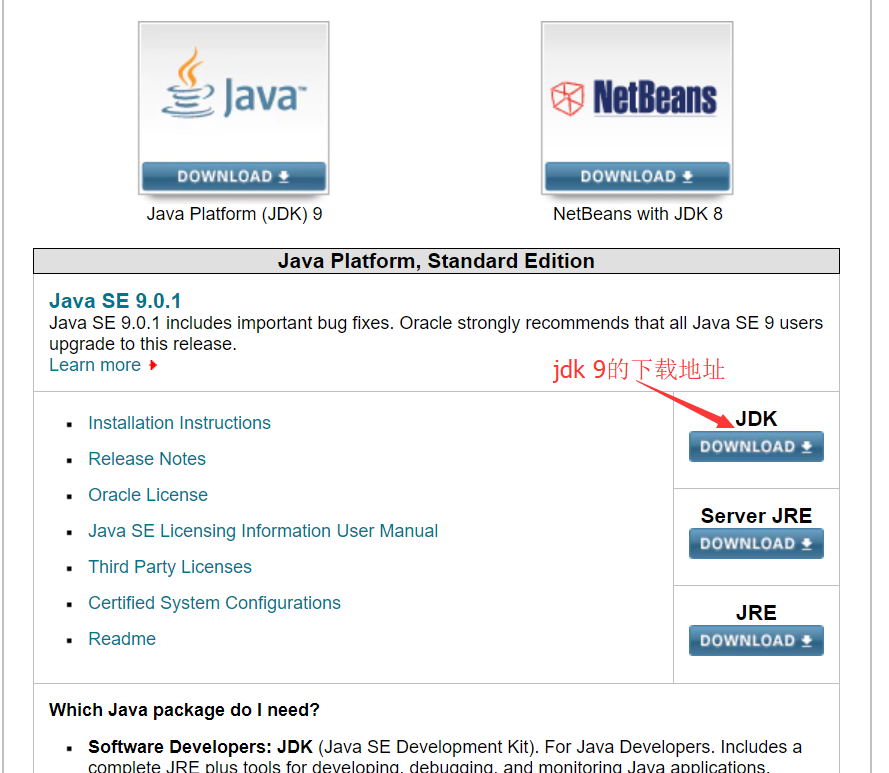 Java™
NetBeans
DOWNLOAD
DOWNLOAD
Java Platform (JDK) 9
NetBeans with JDK 8
Java Platform, Standard Edition
Java SE 9.0.1
Java SE 9.0.1 includes important bug fixes. Oracle strongly recommends that all Java SE 9 users
upgrade to this release.
Learn more
jdk 9的下载地址
Installation Instructions
Release Notes
Oracle License
Java SE Licensing Information User Manual
Third Party Licenses
Certified System Configurations
Readme
JDK
DOWNLOAD
Server JRE
DOWNLOAD
JRE
DOWNLOAD
Which Java package do I need?
Software Developers: JDK (Java SE Development Kit). For Java Developers. Includes a
complete JRE plus tools for developing, debugging, and monitoring Java applications.